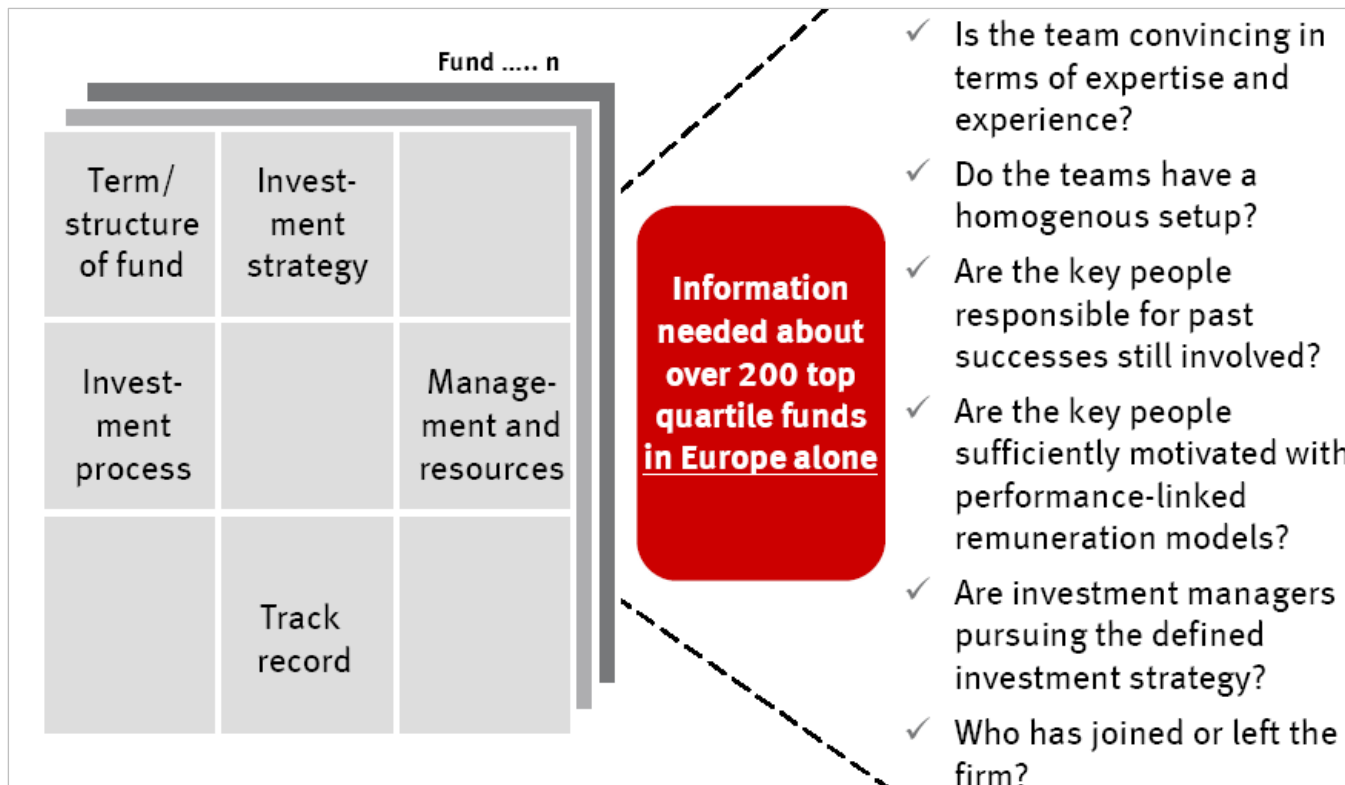 Fund ..... n
Term/
structure
of fund
Invest-
ment
strategy
Invest-
ment
process
Manage-
ment and
resources
Track
record
Information
needed about
over 200 top
quartile funds
in Europe alone
✓ Is the team convincing in
terms of expertise and
experience?
✓ Do the teams have a
homogenous setup?
✓ Are the key people
responsible for past
successes still involved?
✓ Are the key people
sufficiently motivated with
performance-linked
remuneration models?
✓ Are investment managers
pursuing the defined
investment strategy?
✓ Who has joined or left the
firm?